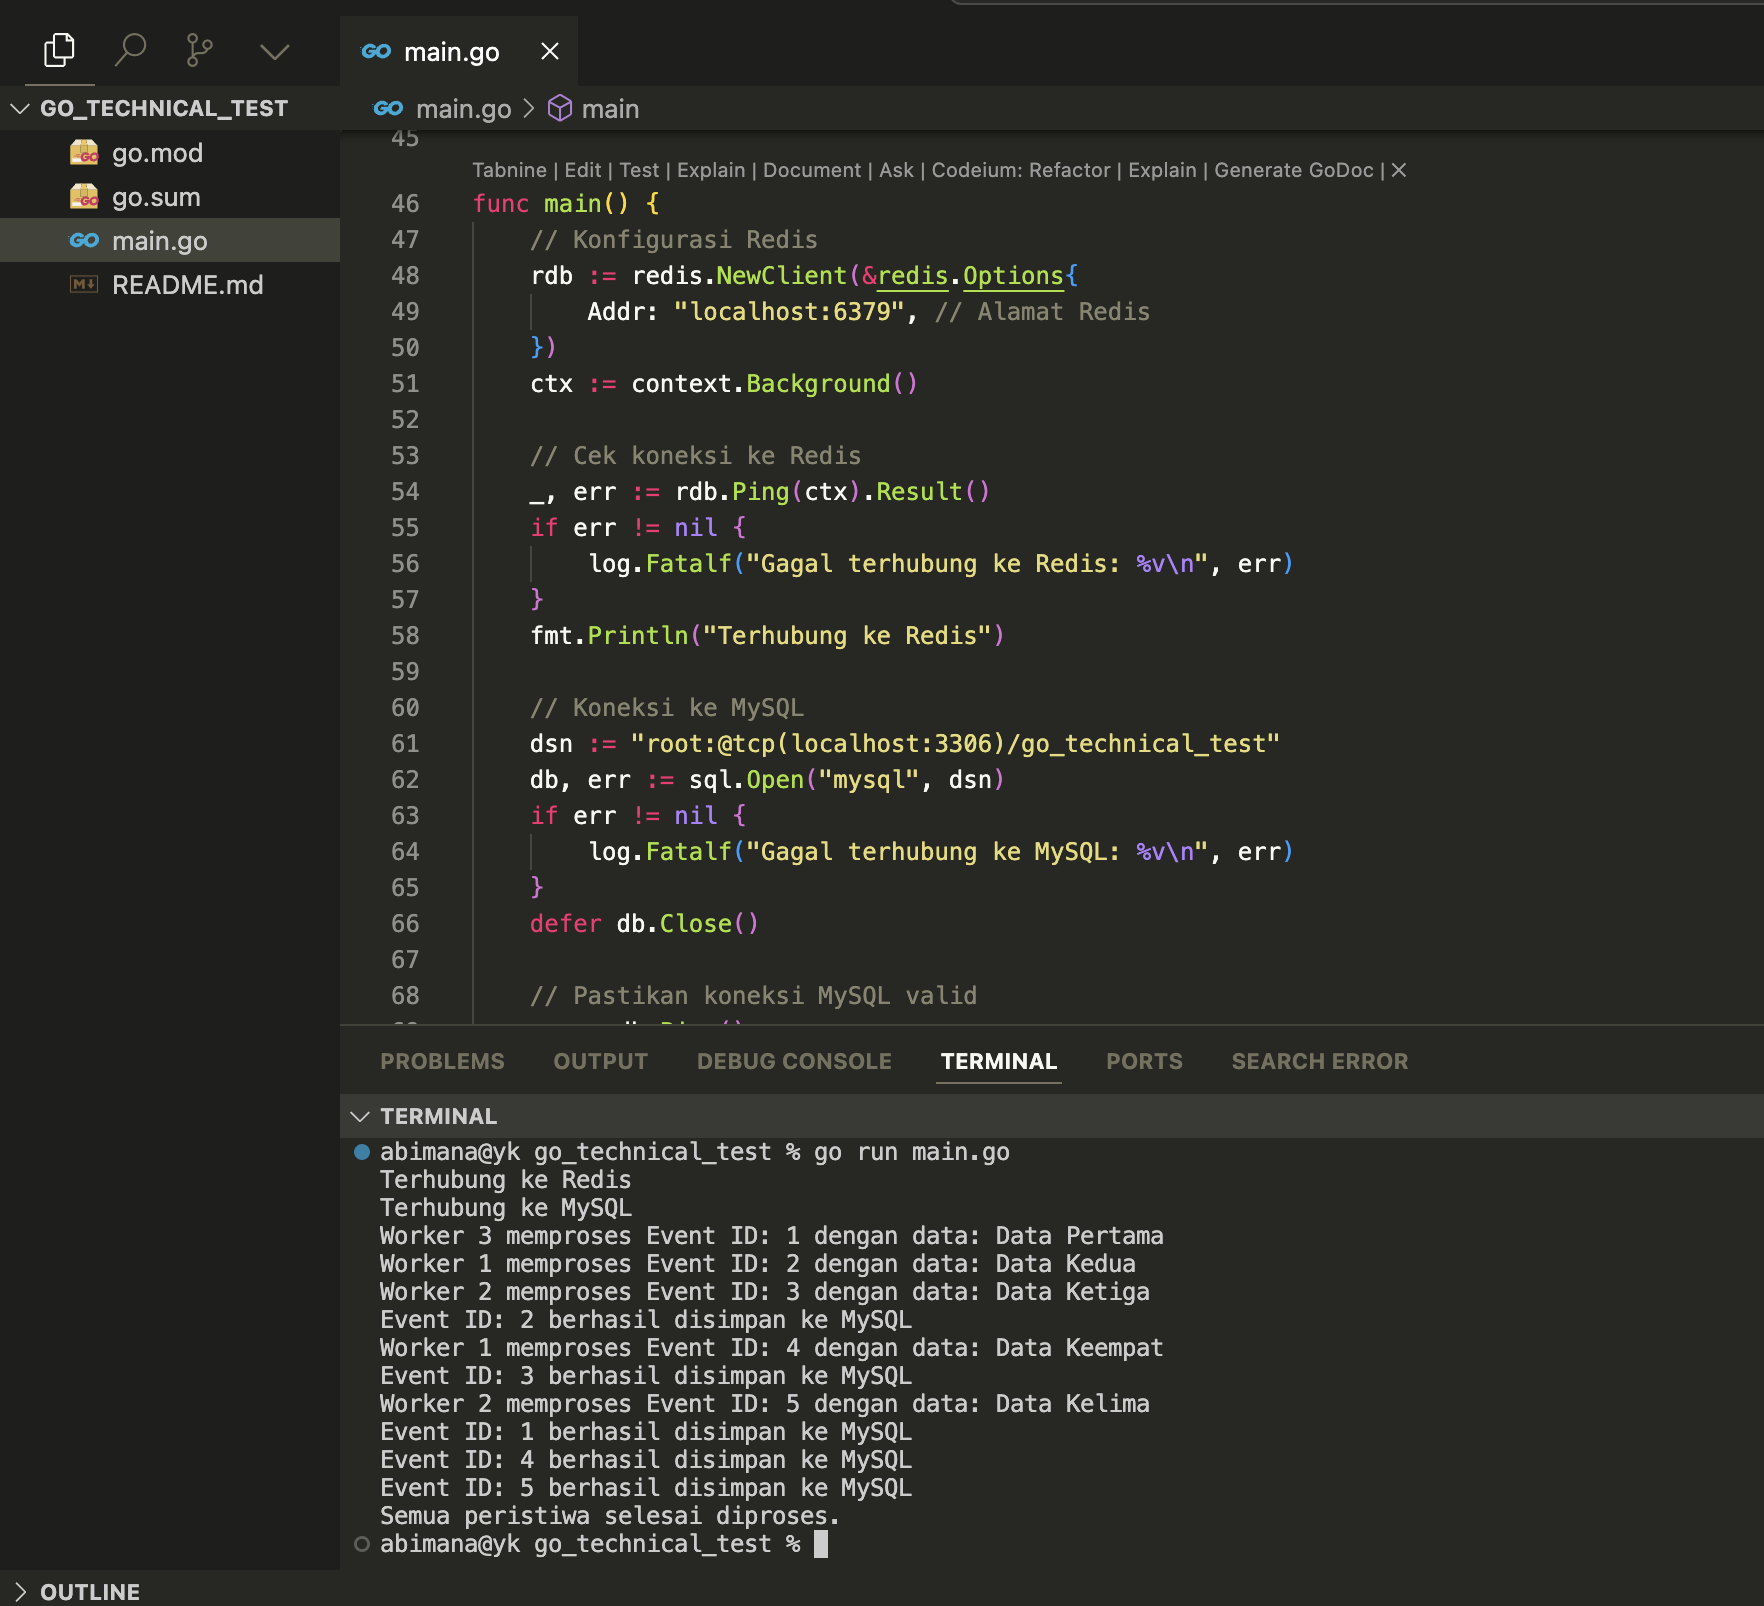 main.go
GO_TECHNICAL_TEST
go.mod
go.sum
main.go
README.md
main.go > main
45
Tabnine | Edit | Test | Explain | Document | Ask | Codeium: Refactor | Explain | Generate GoDoc | ×
46 func main() {
47 // Konfigurasi Redis
48 rdb := redis.NewClient(&redis.Options{
49 Addr: "localhost:6379", // Alamat Redis
50 })
51 ctx := context.Background()
52
53 // Cek koneksi ke Redis
54 _, err := rdb.Ping(ctx).Result()
55 if err != nil {
56 log.Fatalf("Gagal terhubung ke Redis: %v\n", err)
57 }
58 fmt.Println("Terhubung ke Redis")
59
60 // Koneksi ke MySQL
61 dsn := "root:@tcp(localhost:3306)/go_technical_test"
62 db, err := sql.Open("mysql", dsn)
63 if err != nil {
64 log.Fatalf("Gagal terhubung ke MySQL: %v\n", err)
65 }
66 defer db.Close()
67
68 // Pastikan koneksi MySQL valid
PROBLEMS OUTPUT DEBUG CONSOLE TERMINAL PORTS SEARCH ERROR
TERMINAL
abimana@yk go_technical_test % go run main.go
Terhubung ke Redis
Terhubung ke MySQL
Worker 3 memproses Event ID: 1 dengan data: Data Pertama
Worker 1 memproses Event ID: 2 dengan data: Data Kedua
Worker 2 memproses Event ID: 3 dengan data: Data Ketiga
Event ID: 2 berhasil disimpan ke MySQL
Worker 1 memproses Event ID: 4 dengan data: Data Keempat
Event ID: 3 berhasil disimpan ke MySQL
Worker 2 memproses Event ID: 5 dengan data: Data Kelima
Event ID: 1 berhasil disimpan ke MySQL
Event ID: 4 berhasil disimpan ke MySQL
Event ID: 5 berhasil disimpan ke MySQL
Semua peristiwa selesai diproses.
abimana@yk go_technical_test %
OUTLINE